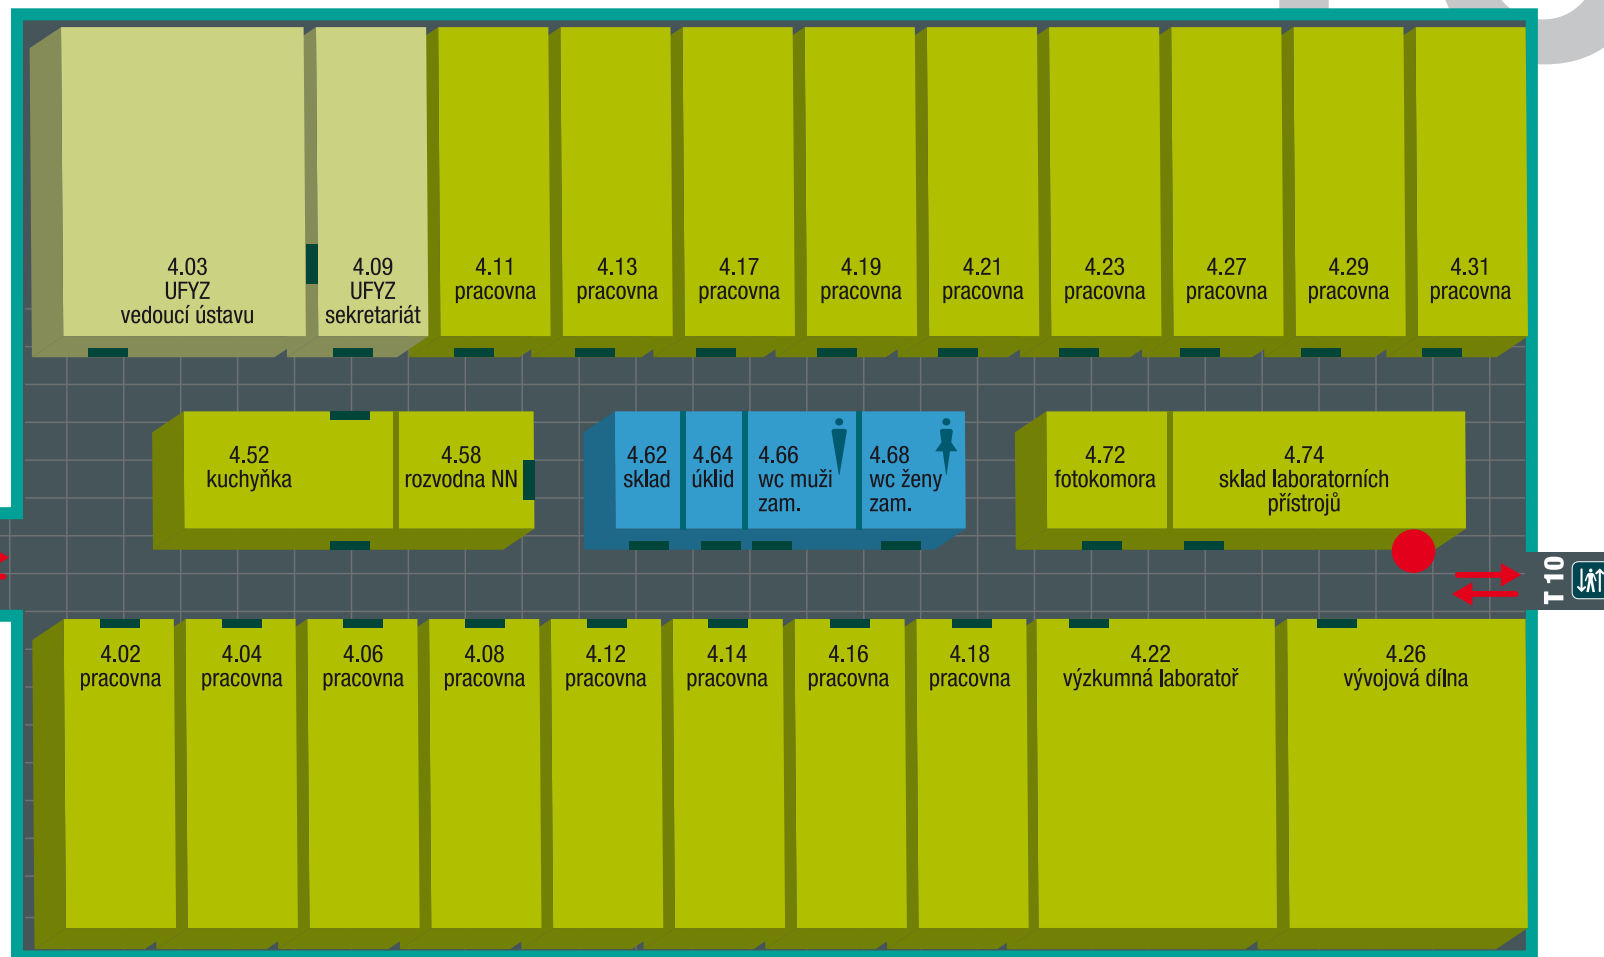 4.03
UFYZ
vedoucí ústavu
4.09
UFYZ
sekretariát
4.11
pracovna
4.13
pracovna
4.17
pracovna
4.19
pracovna
4.21
pracovna
4.23
pracovna
4.27
pracovna
4.29
pracovna
4.31
pracovna
4.52
kuchyňka
4.58
rozvodna NN
4.62
sklad
4.64
úklid
4.66
wc muži
zam.
4.68
wc ženy
zam.
4.72
fotokomora
4.74
sklad laboratorních
přístrojů
T 10
4.02
pracovna
4.04
pracovna
4.06
pracovna
4.08
pracovna
4.12
pracovna
4.14
pracovna
4.16
pracovna
4.18
pracovna
4.22
výzkumná laboratoř
4.26
vývojová dílna